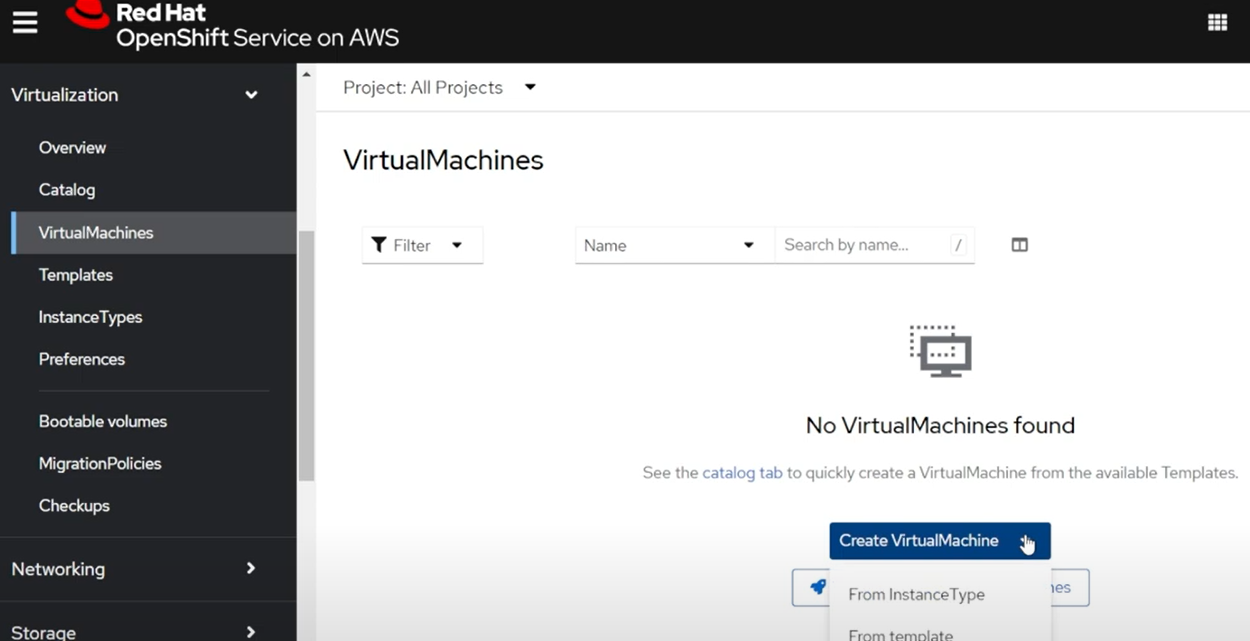 Red Hat
OpenShift Service on AWS
Virtualization
Overview
Catalog
VirtualMachines
Templates
InstanceTypes
Preferences
Bootable volumes
MigrationPolicies
Checkups
Networking
Storage
Project: All Projects
VirtualMachines
Filter
Name
Search by name...
/
No VirtualMachines found
See the catalog tab to quickly create a VirtualMachine from the available Templates.
Create VirtualMachine
From InstanceType
From template